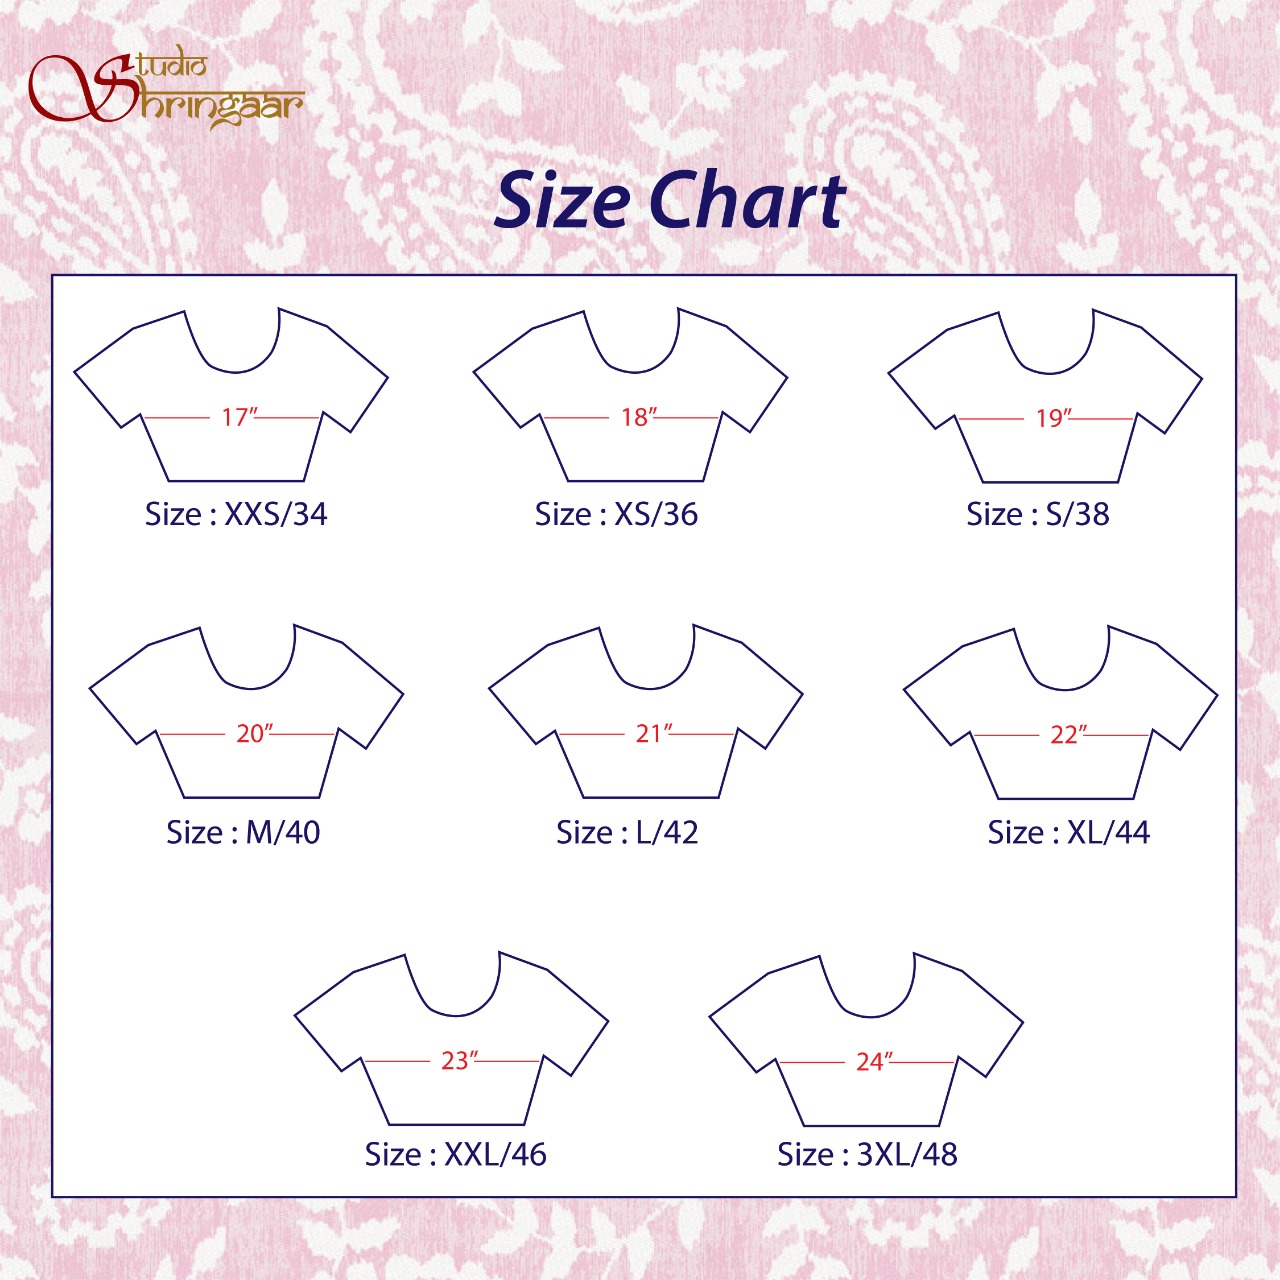 Studio
Shringaar
Size Chart
17”
18”
19”
Size : XXS/34
Size : XS/36
Size : S/38
20”
21”
22”
Size : M/40
Size : L/42
Size : XL/44
23”
24”
Size : XXL/46
Size : 3XL/48